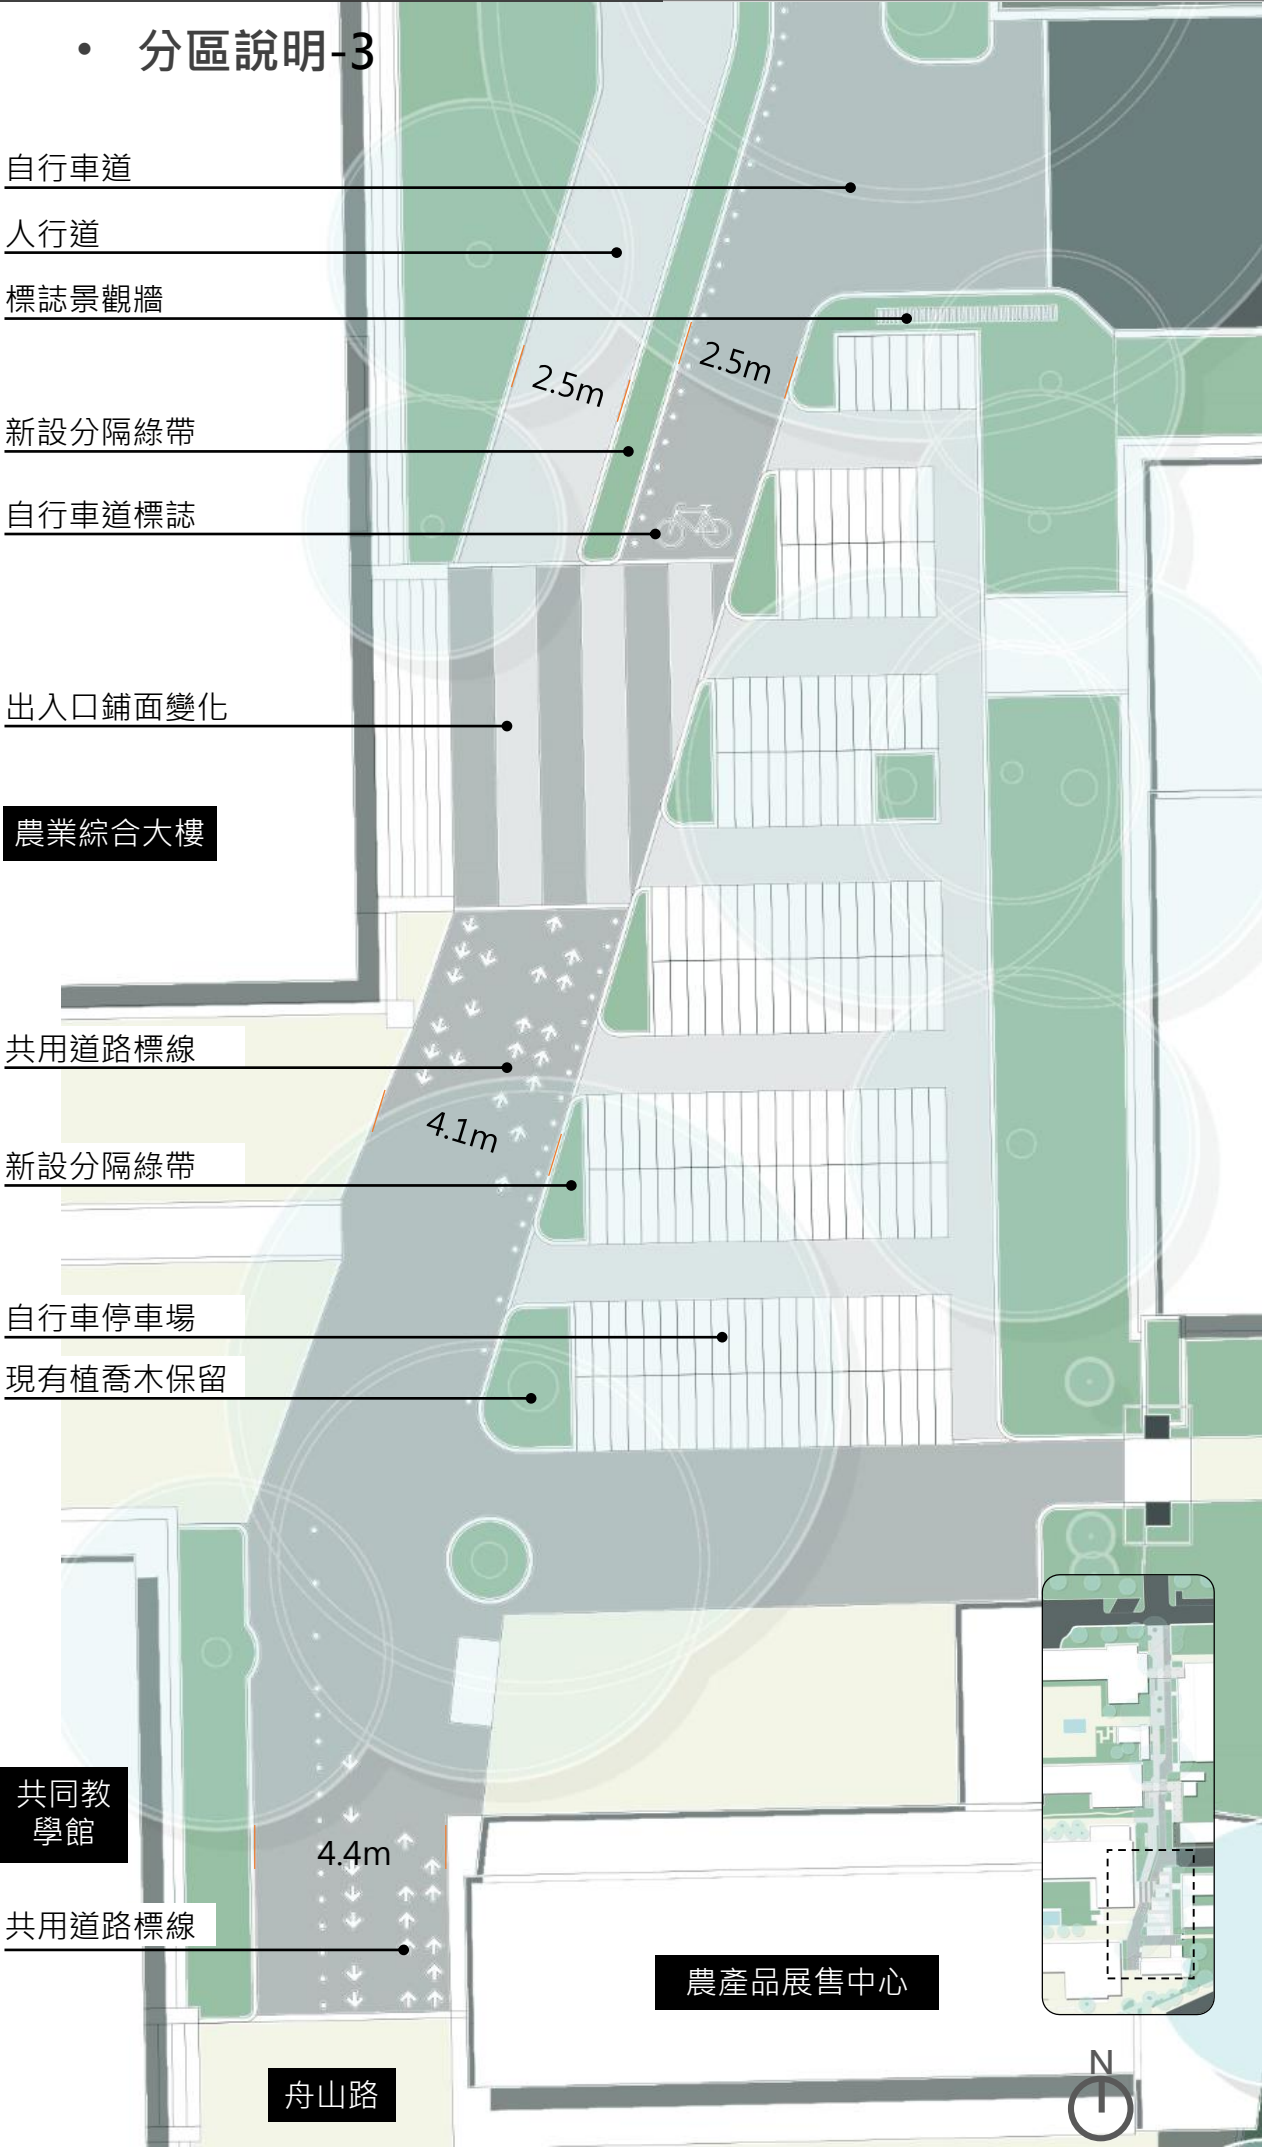 • 分區說明-3
自行車道
人行道
標誌景觀牆
2.5m
2.5m
新設分隔綠帶
自行車道標誌
出入口鋪面變化
農業綜合大樓
共用道路標線
4.1m
新設分隔綠帶
自行車停車場
現有植喬木保留
共同教
學館
4.4m
共用道路標線
農產品展售中心
舟山路
N